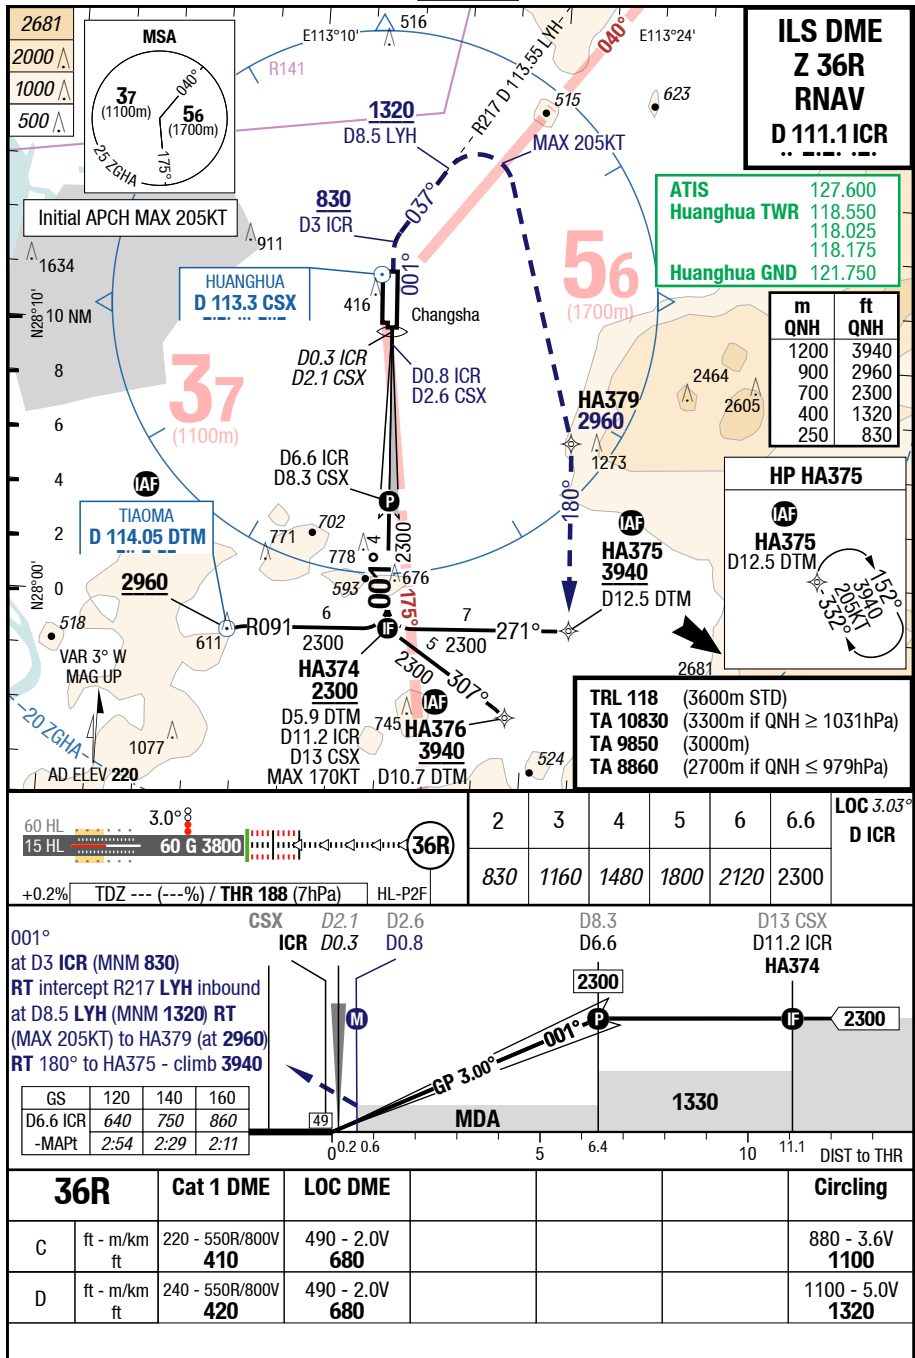 2681
2000
1000
500
MSA
37
(1100m)
56
(1700m)
040°
175°
25 ZGHA
Initial APCH MAX 205KT
516
E113°10'
E113°24'
R141
R217 D 113.55 LYH
040°
515
623
1320
D8.5 LYH
MAX 205KT
037°
830
D3 ICR
001°
ILS DME
Z 36R
RNAV
D 111.1 ICR
ATIS 127.600
Huanghua TWR 118.550
118.025
118.175
Huanghua GND 121.750
m ft
QNH QNH
1200 3940
900 2960
700 2300
400 1320
250 830
911
1634
HUANGHUA
D 113.3 CSX
416
Changsha
N28°10'
10 NM
8
6
4
2
0
N28°00'
56
(1700m)
37
(1100m)
D0.3 ICR
D2.1 CSX
D0.8 ICR
D2.6 CSX
2464
2605
HA379
2960
1273
D6.6 ICR
D8.3 CSX
P
IAF
TIAOMA
D 114.05 DTM
702
771
778
593
676
4
2300
001°
175°
180°
IAF
HA375
3940
D12.5 DTM
HP HA375
IAF
HA375
D12.5 DTM
152°
3940
205KT
332°
2960
518
611
R091
6
2300
IF
7
2300
271°
5
2300
307°
VAR 3° W
MAG UP
HA374
2300
D5.9 DTM
D11.2 ICR
D13 CSX
MAX 170KT
745
IAF
HA376
3940
D10.7 DTM
524
2681
20 ZGHA
1077
AD ELEV 220
TRL 118 (3600m STD)
TA 10830 (3300m if QNH ≥ 1031hPa)
TA 9850 (3000m)
TA 8860 (2700m if QNH ≤ 979hPa)
60 HL
15 HL
3.0°
60 G 3800
36R
+0.2%
TDZ --- (---%) / THR 188 (7hPa)
HL-P2F
2 3 4 5 6 6.6 LOC 3.03°
D ICR
830 1160 1480 1800 2120 2300
CSX D2.1 D2.6 D8.3 D13 CSX
ICR D0.3 D0.8 D6.6 D11.2 ICR
HA374
001°
at D3 ICR (MNM 830)
RT intercept R217 LYH inbound
at D8.5 LYH (MNM 1320) RT
(MAX 205KT) to HA379 (at 2960)
RT 180° to HA375 - climb 3940
2300
M
P
IF
2300
GP 3.00°
001°
1330
MDA
49
GS 120 140 160
D6.6 ICR 640 750 860
-MAPt 2:54 2:29 2:11
0 0.2 0.6 5 6.4 10 11.1 DIST to THR
36R Cat 1 DME LOC DME Circling
C ft - m/km 220 - 550R/800V 490 - 2.0V 880 - 3.6V
ft 410 680 1100
D ft - m/km 240 - 550R/800V 490 - 2.0V 1100 - 5.0V
ft 420 680 1320